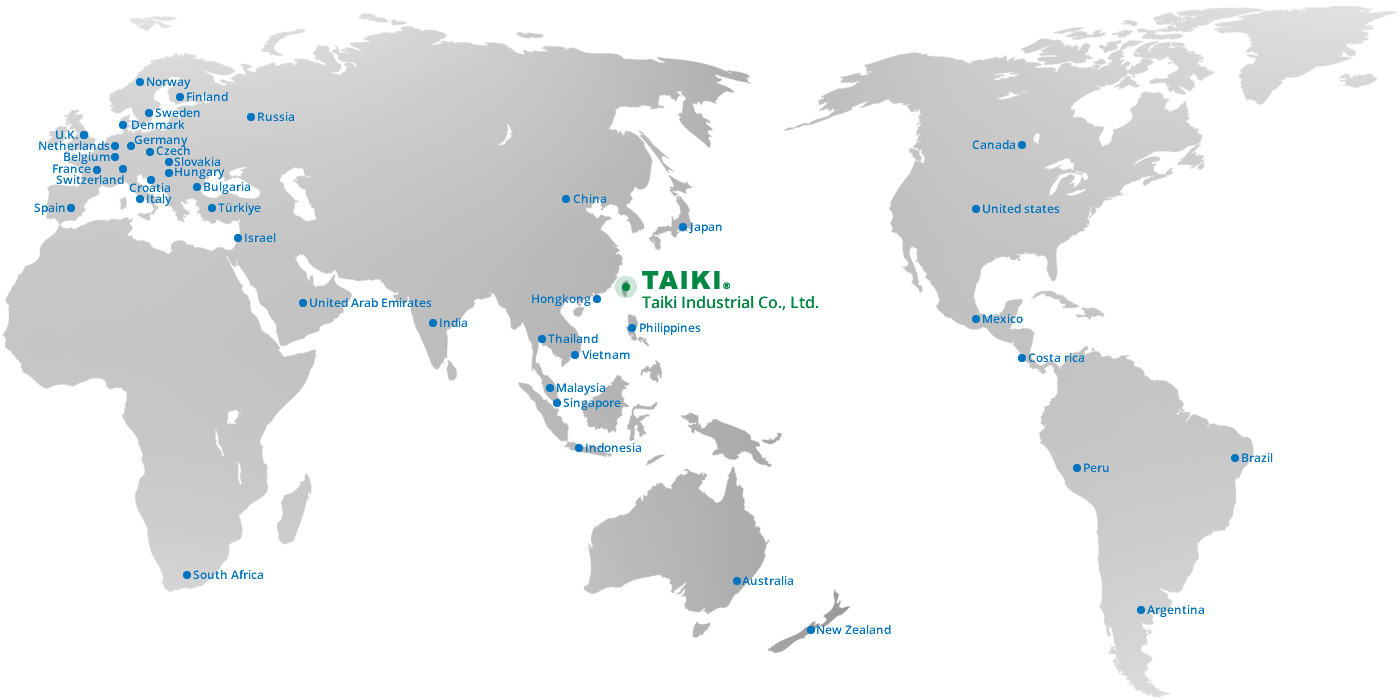 Norway
Finland
Sweden
Denmark
Russia
U.K.
Germany
Netherlands
Czech
Belgium
Slovakia
France
Hungary
Switzerland
Croatia
Bulgaria
Italy
Spain
Türkiye
Israel
United Arab Emirates
India
China
Japan
TAIKI®
Taiki Industrial Co., Ltd.
Hongkong
Philippines
Thailand
Vietnam
Malaysia
Singapore
Indonesia
South Africa
Australia
New Zealand
Canada
United states
Mexico
Costa rica
Peru
Brazil
Argentina